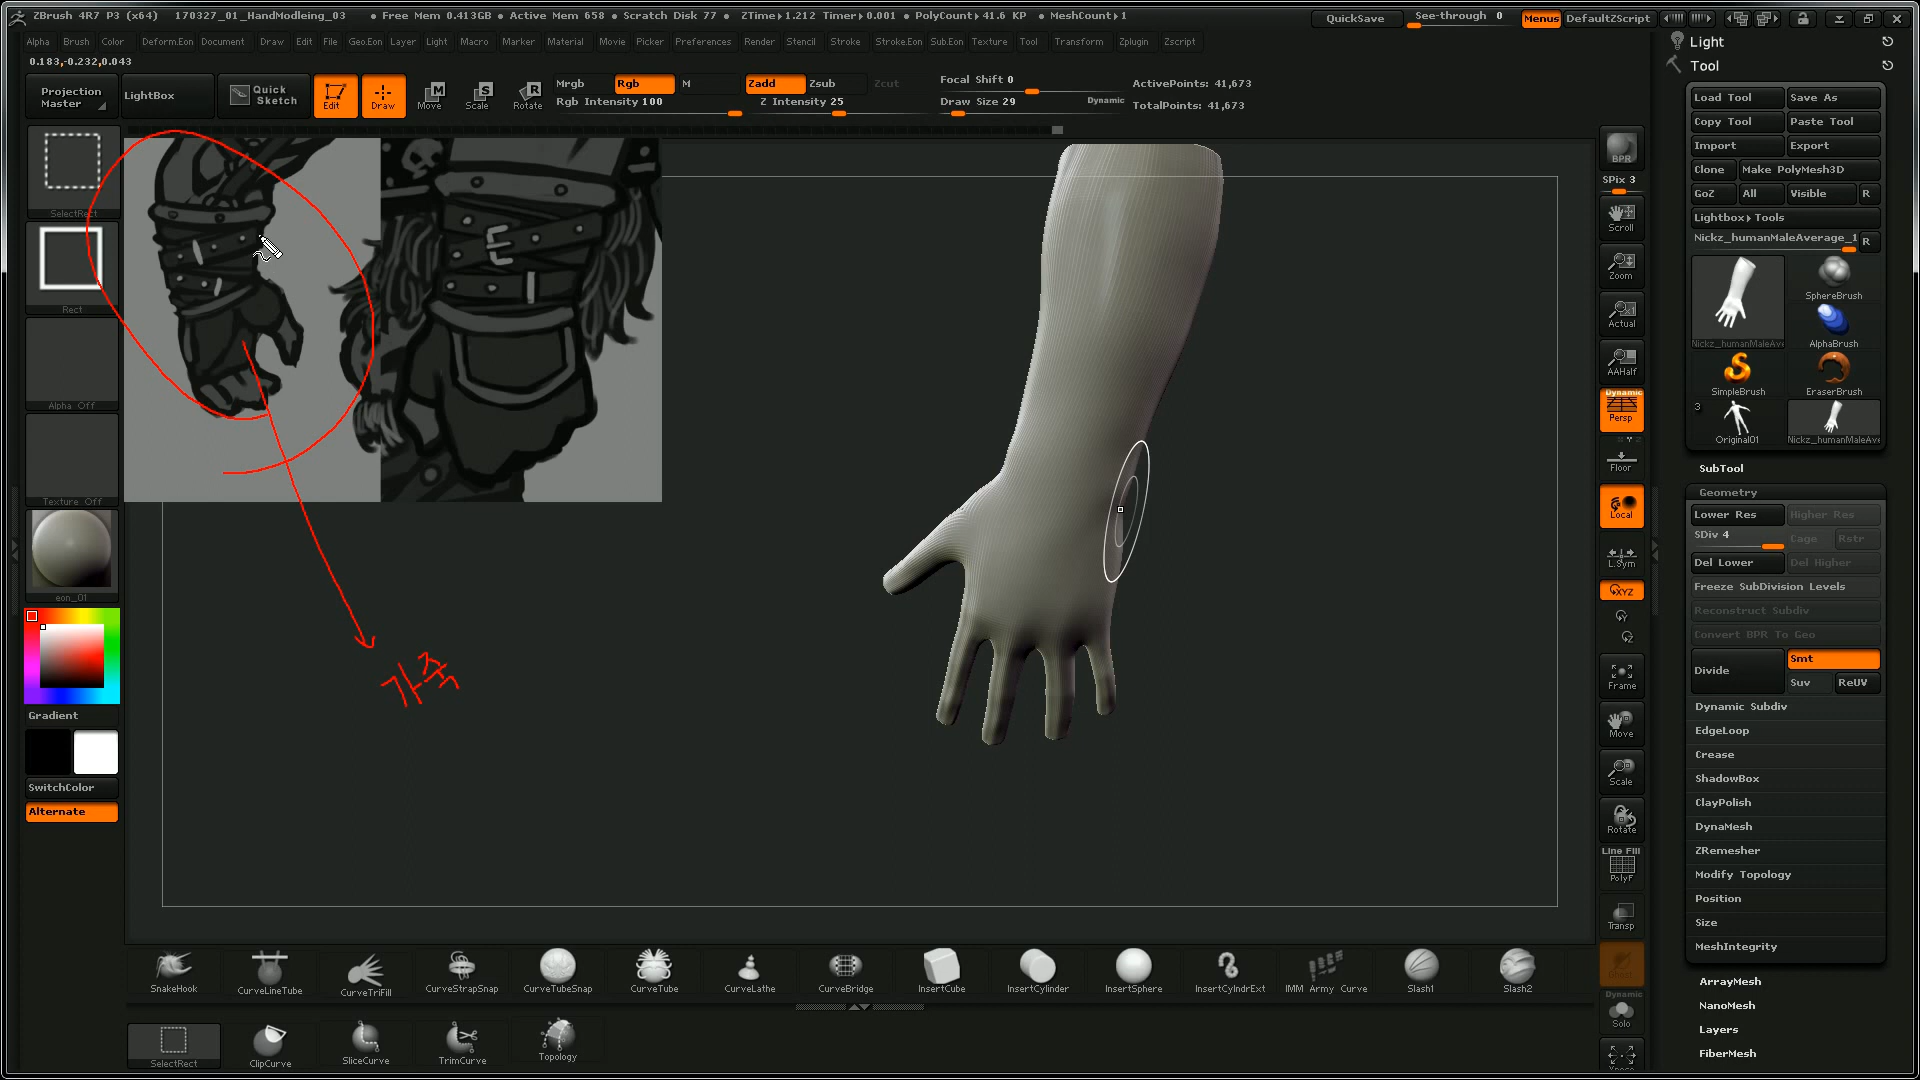 ZBrush 4R7 P3 (x64) 170327_01_HandModleing_03 • Free Mem 0.413GB • Active Mem 658 • Scratch Disk 77 • ZTime▸1.212 Timer▸0.001 • PolyCount▸41.6 KP • MeshCount▸1
QuickSave See-through 0 Menus DefaultZScript
Alpha Brush Color Deform.Eon Document Draw Edit File Geo.Eon Layer Light Macro Marker Material Movie Picker Preferences Render Stencil Stroke Stroke.Eon Sub.Eon Texture Tool Transform Zplugin Zscript
0.183,-0.232,0.043
Projection Master
LightBox
Quick Sketch
Edit Draw Move Scale Rotate
Mrgb Rgb M
Rgb Intensity 100
Zadd Zsub Zcut
Z Intensity 25
Focal Shift 0
Draw Size 29 Dynamic
ActivePoints: 41,673
TotalPoints: 41,673
SelectRect
Rect
Alpha Off
Texture Off
eon_01
Gradient
SwitchColor
Alternate
가죽
BPR
SPix 3
Scroll
Zoom
Actual
AAHalf
Dynamic
Persp
Floor
Local
L.Sym
XYZ
Y
Z
Frame
Move
Scale
Rotate
Line Fill
PolyF
Transp
Ghost
Dynamic
Solo
Xpose
Light
Tool
Load Tool Save As
Copy Tool Paste Tool
Import Export
Clone Make PolyMesh3D
GoZ All Visible R
Lightbox▸Tools
Nickz_humanMaleAverage_1 R
Nickz_humanMaleAve SphereBrush
AlphaBrush
SimpleBrush EraserBrush
3
Original01 Nickz_humanMaleAve
SubTool
Geometry
Lower Res Higher Res
SDiv 4 Cage Rstr
Del Lower Del Higher
Freeze SubDivision Levels
Reconstruct Subdiv
Convert BPR To Geo
Divide Smt
Suv ReUV
Dynamic Subdiv
EdgeLoop
Crease
ShadowBox
ClayPolish
DynaMesh
ZRemesher
Modify Topology
Position
Size
MeshIntegrity
ArrayMesh
NanoMesh
Layers
FiberMesh
SnakeHook CurveLineTube CurveTriFill CurveStrapSnap CurveTubeSnap CurveTube CurveLathe CurveBridge InsertCube InsertCylinder InsertSphere InsertCylndrExt IMM Army Curve Slash1 Slash2
SelectRect ClipCurve SliceCurve TrimCurve Topology